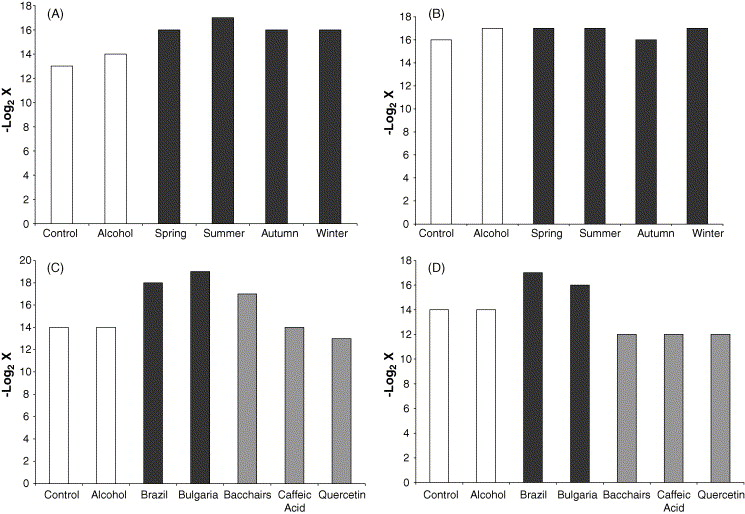 (A)
18
16
14
12
10
8
6
4
2
0
-Log2 X
Control Alcohol Spring Summer Autumn Winter
(B)
18
16
14
12
10
8
6
4
2
0
-Log2 X
Control Alcohol Spring Summer Autumn Winter
(C)
20
18
16
14
12
10
8
6
4
2
0
-Log2 X
Control Alcohol Brazil Bulgaria Bacchairs Caffeic Quercetin
Acid
(D)
18
16
14
12
10
8
6
4
2
0
-Log2 X
Control Alcohol Brazil Bulgaria Bacchairs Caffeic Quercetin
Acid